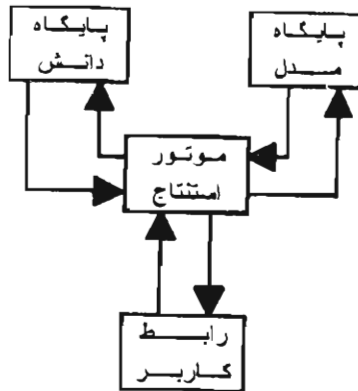 پایگاه
مدل
پایگاه
دانش
موتور
استنتاج
رابط
کاربر